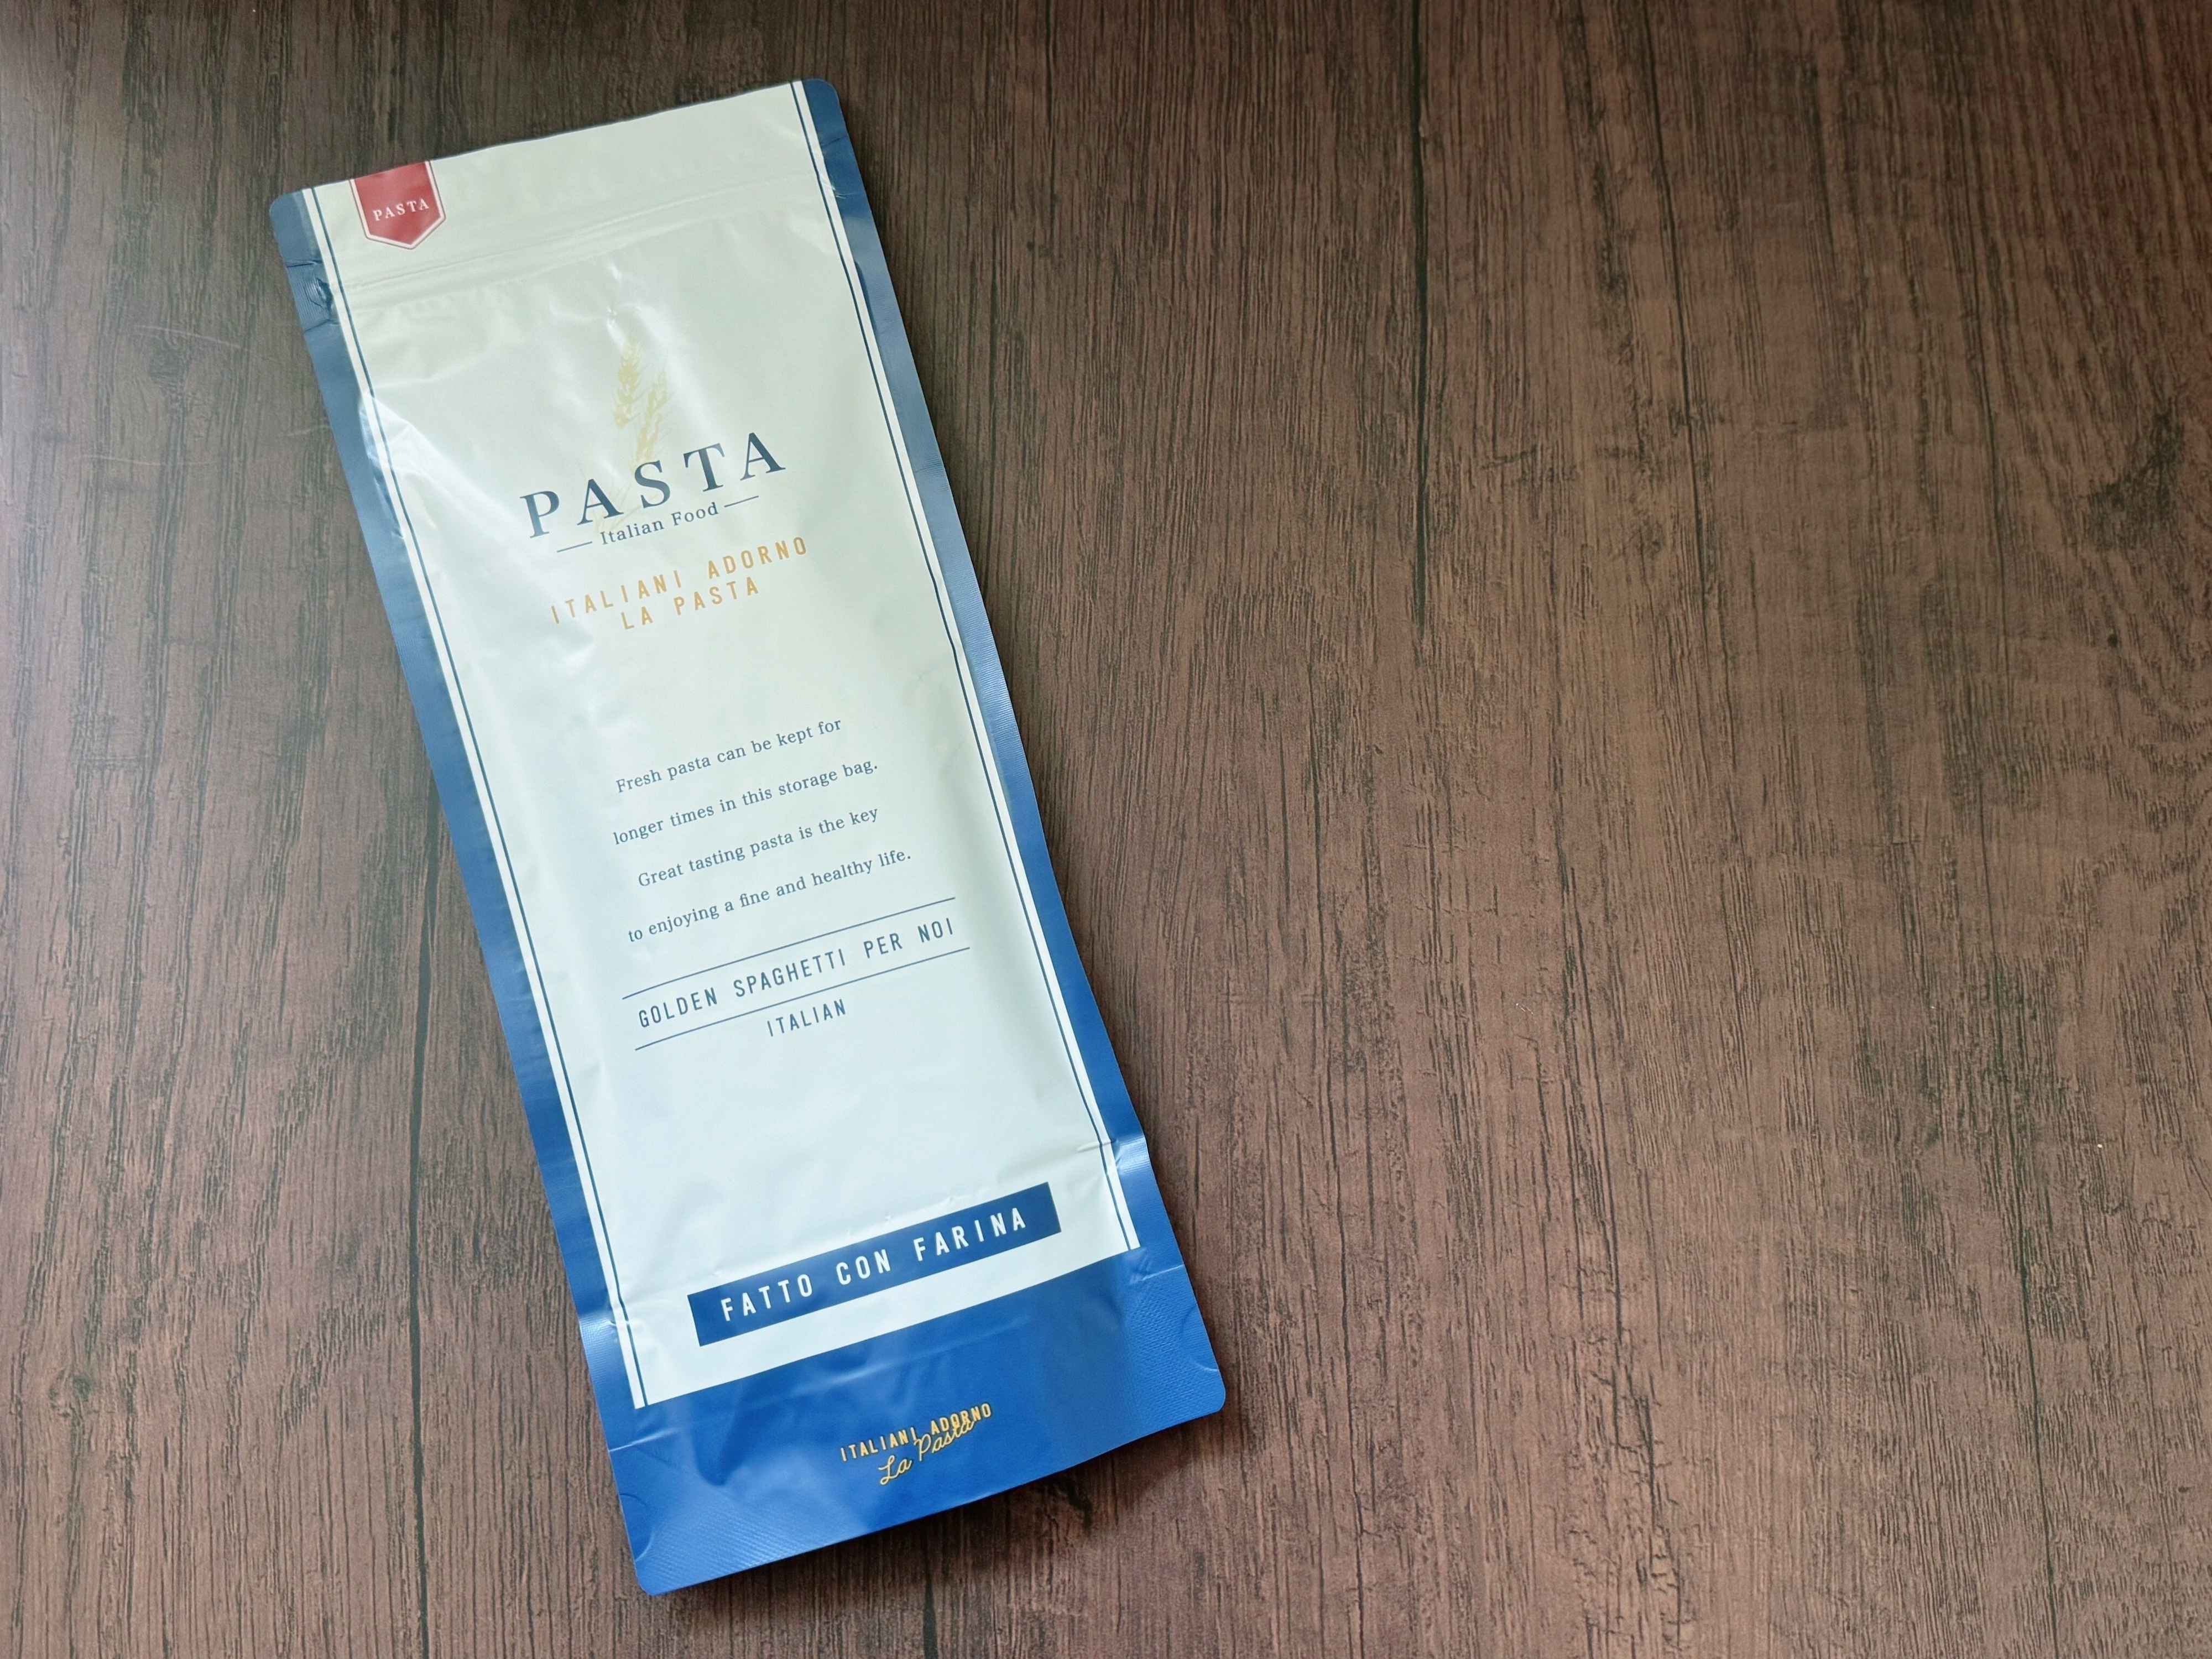 PASTA
PASTA
Italian Food
ITALIANI ADORNO
LA PASTA
Fresh pasta can be kept for
longer times in this storage bag.
Great tasting pasta is the key
to enjoying a fine and healthy life.
GOLDEN SPAGHETTI PER NOI
ITALIAN
FATTO CON FARINA
ITALIANI ADORNO
La Pasta